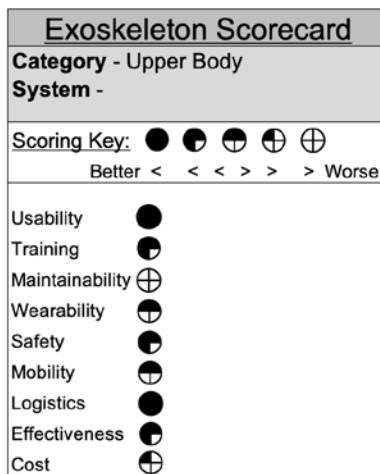 Exoskeleton Scorecard
Category - Upper Body
System -
Scoring Key:
Better < < < > > > Worse
Usability
Training
Maintainability
Wearability
Safety
Mobility
Logistics
Effectiveness
Cost